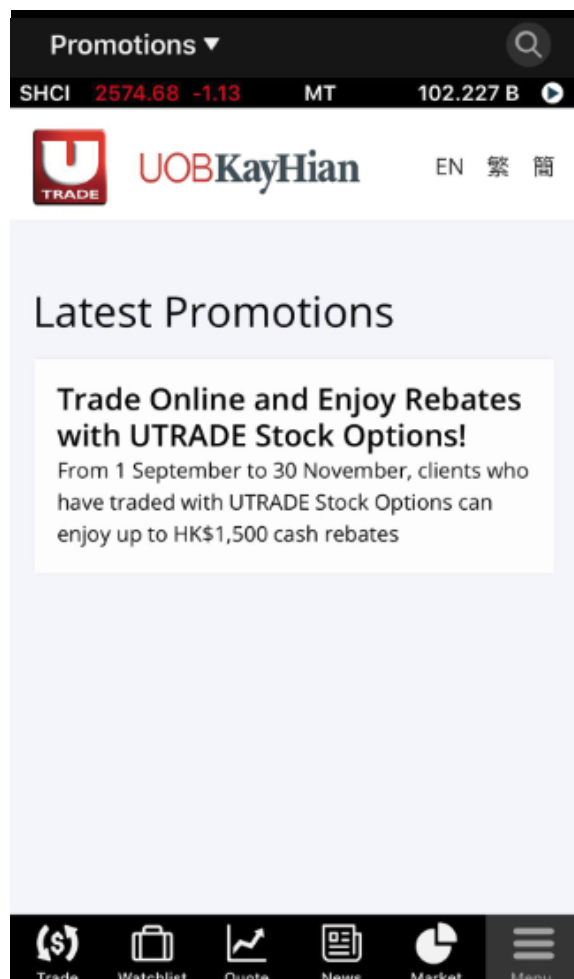 Promotions ▼
SHCI 2574.68 -1.13 MT 102.227 B
U
TRADE
UOBKayHian
EN 繁 簡
Latest Promotions
Trade Online and Enjoy Rebates
with UTRADE Stock Options!
From 1 September to 30 November, clients who
have traded with UTRADE Stock Options can
enjoy up to HK$1,500 cash rebates
Trade Watchlist Quote News Market Menu